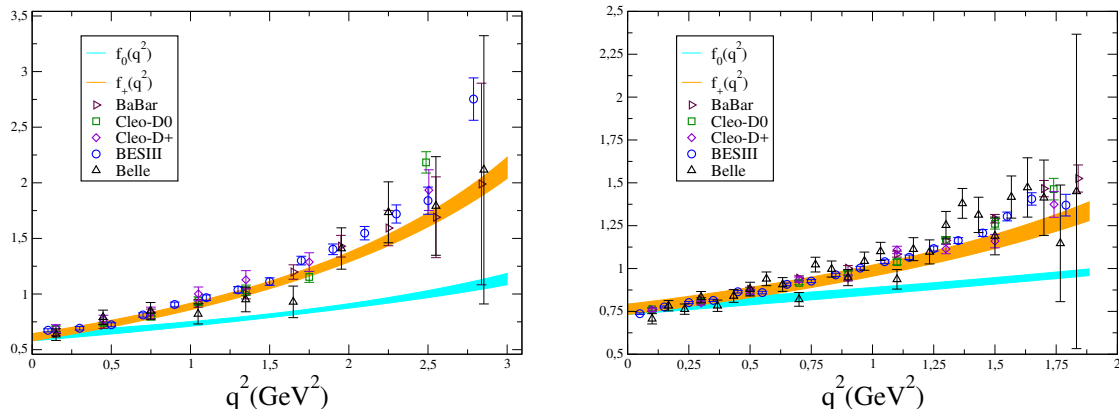 3,5
3
2,5
2
1,5
1
0,5
0
0,5
1
1,5
2
2,5
3
q²(GeV²)
f₀(q²)
f₊(q²)
BaBar
Cleo-D0
Cleo-D+
BESIII
Belle
2,5
2,25
2
1,75
1,5
1,25
1
0,75
0,5
0
0,25
0,5
0,75
1
1,25
1,5
1,75
2
q²(GeV²)
f₀(q²)
f₊(q²)
BaBar
Cleo-D0
Cleo-D+
BESIII
Belle